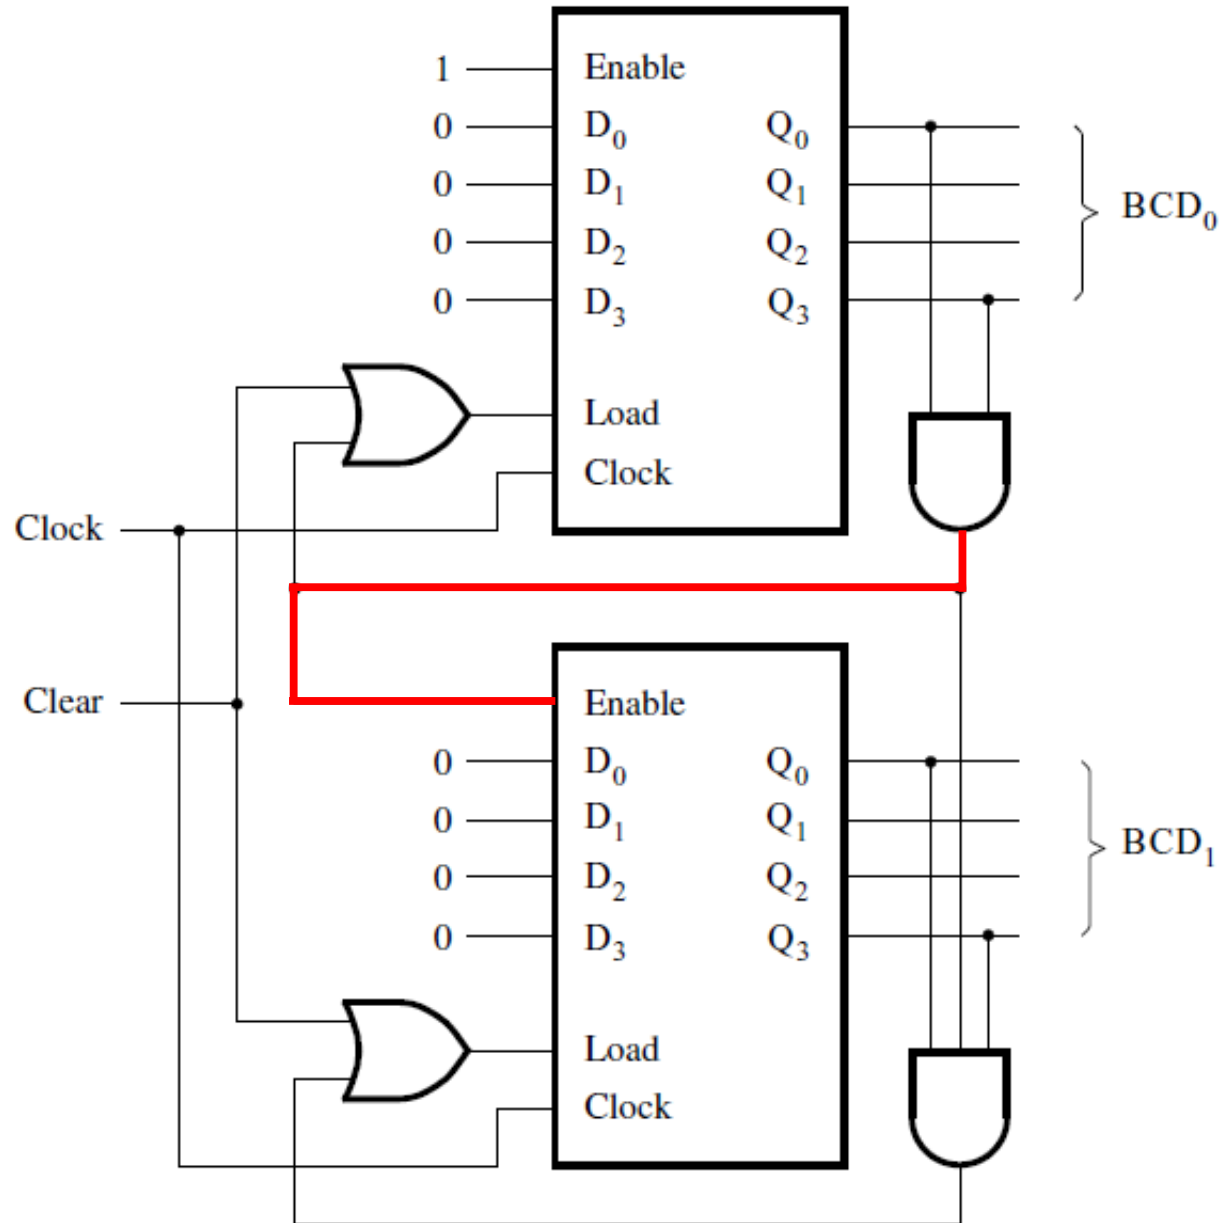 1 Enable
0 D₀ Q₀
0 D₁ Q₁
BCD₀
0 D₂ Q₂
0 D₃ Q₃
Load
Clock
Clock
Clear
Enable
0 D₀ Q₀
0 D₁ Q₁
BCD₁
0 D₂ Q₂
0 D₃ Q₃
Load
Clock